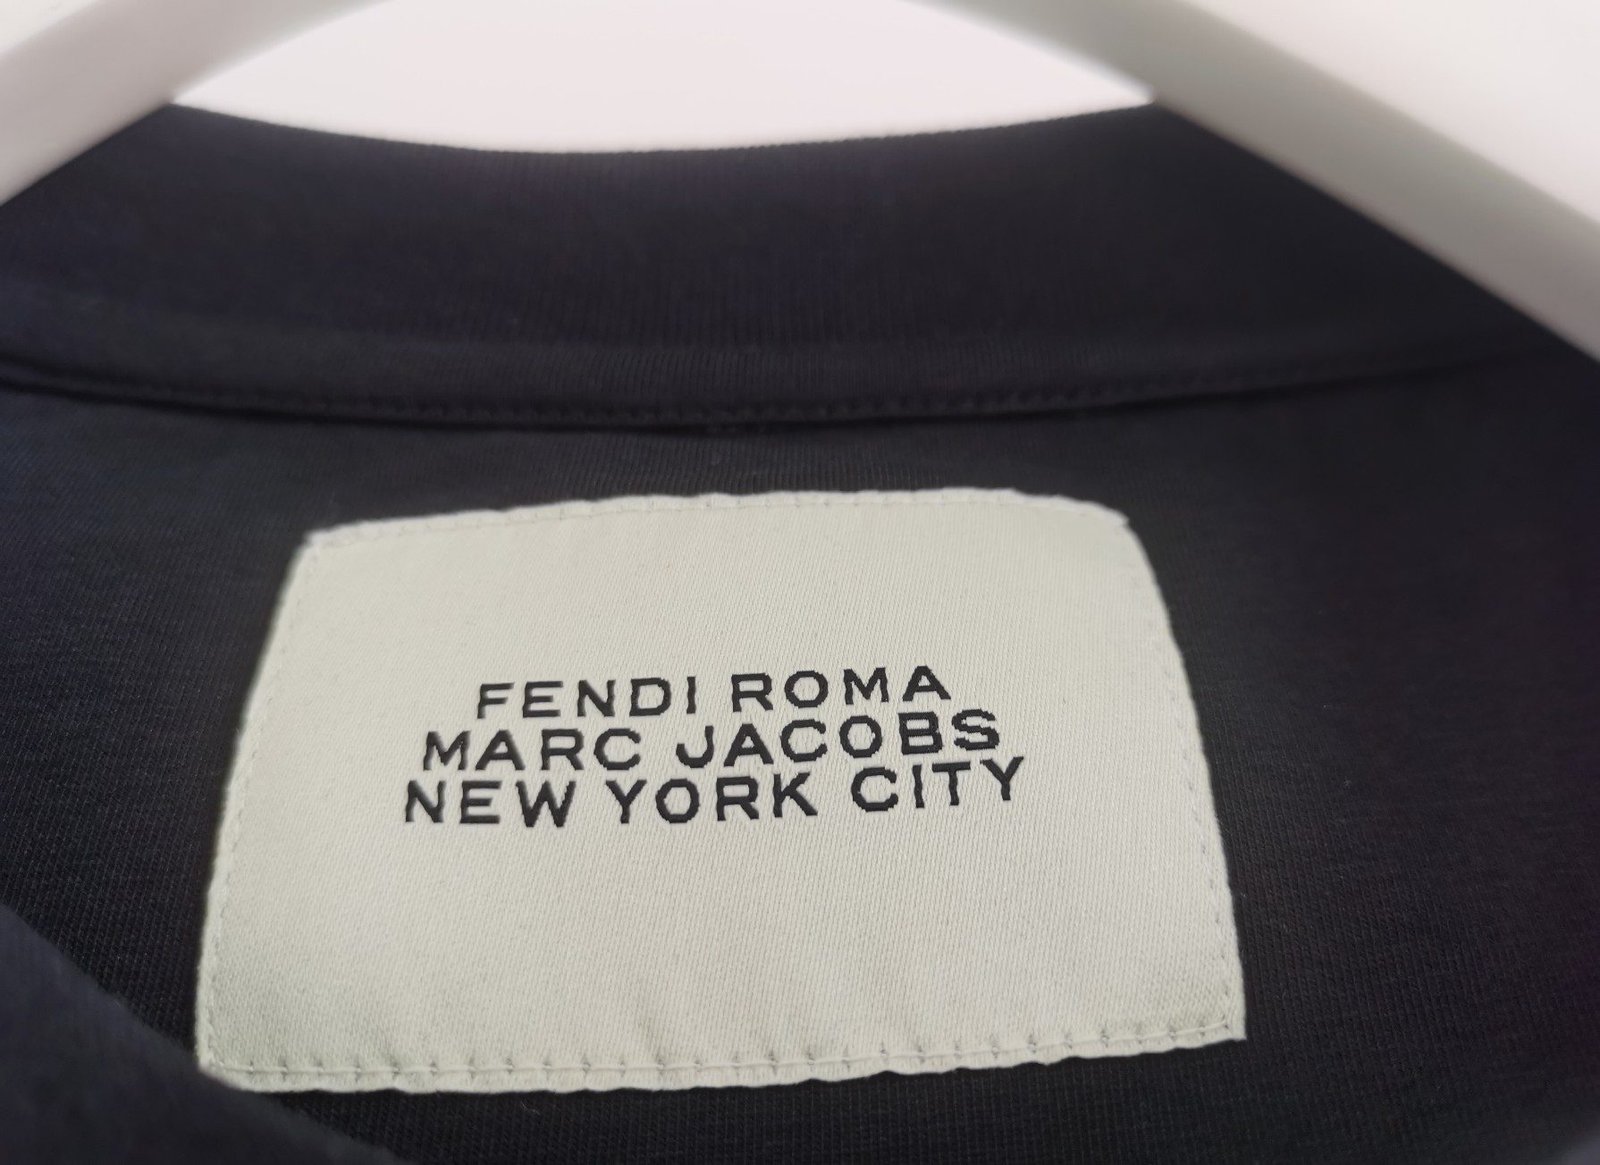 FENDI ROMA
MARC JACOBS
NEW YORK CITY